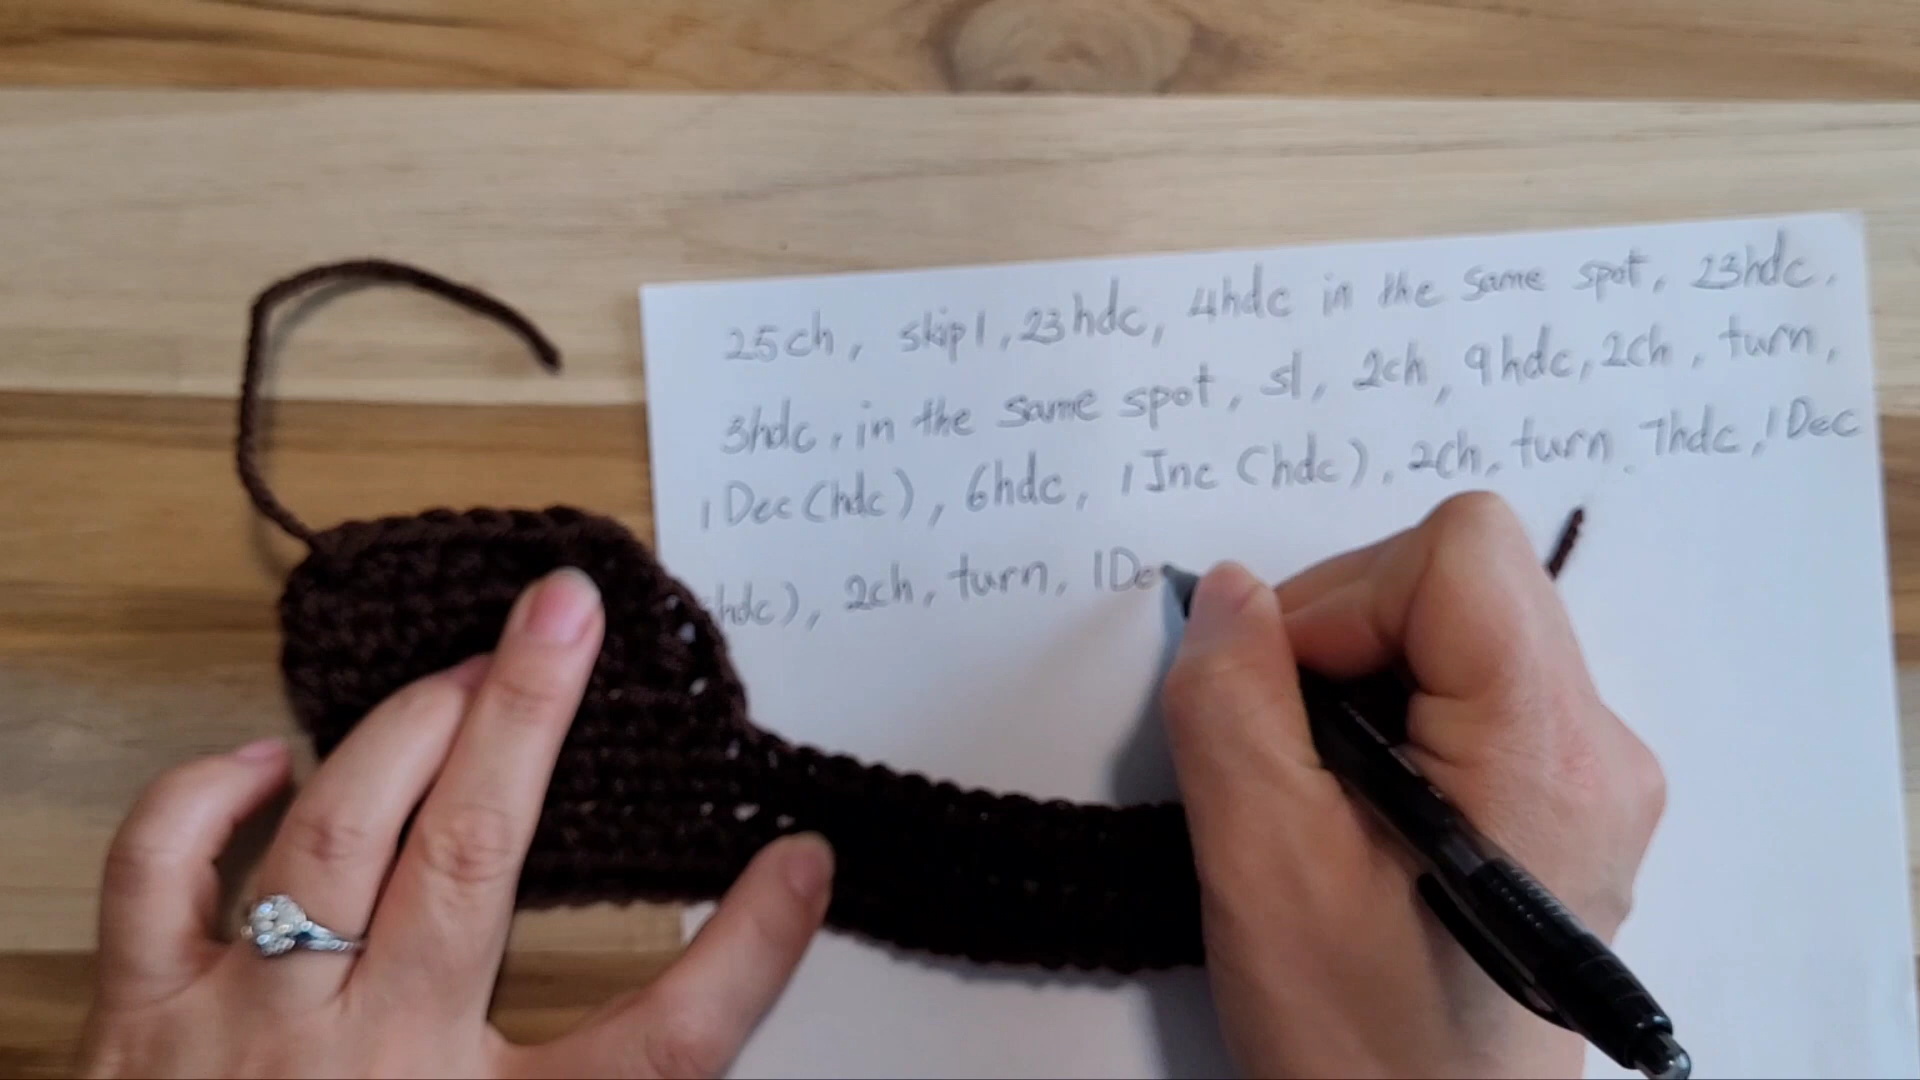 25ch, skip1, 23hdc, 4hdc in the same spot, 23hdc,
3hdc, in the same spot, sl, 2ch, 9hdc, 2ch, turn,
1Dec(hdc), 6hdc, 1Inc (hdc), 2ch, turn, 7hdc, 1Dec
hdc), 2ch, turn, 1De